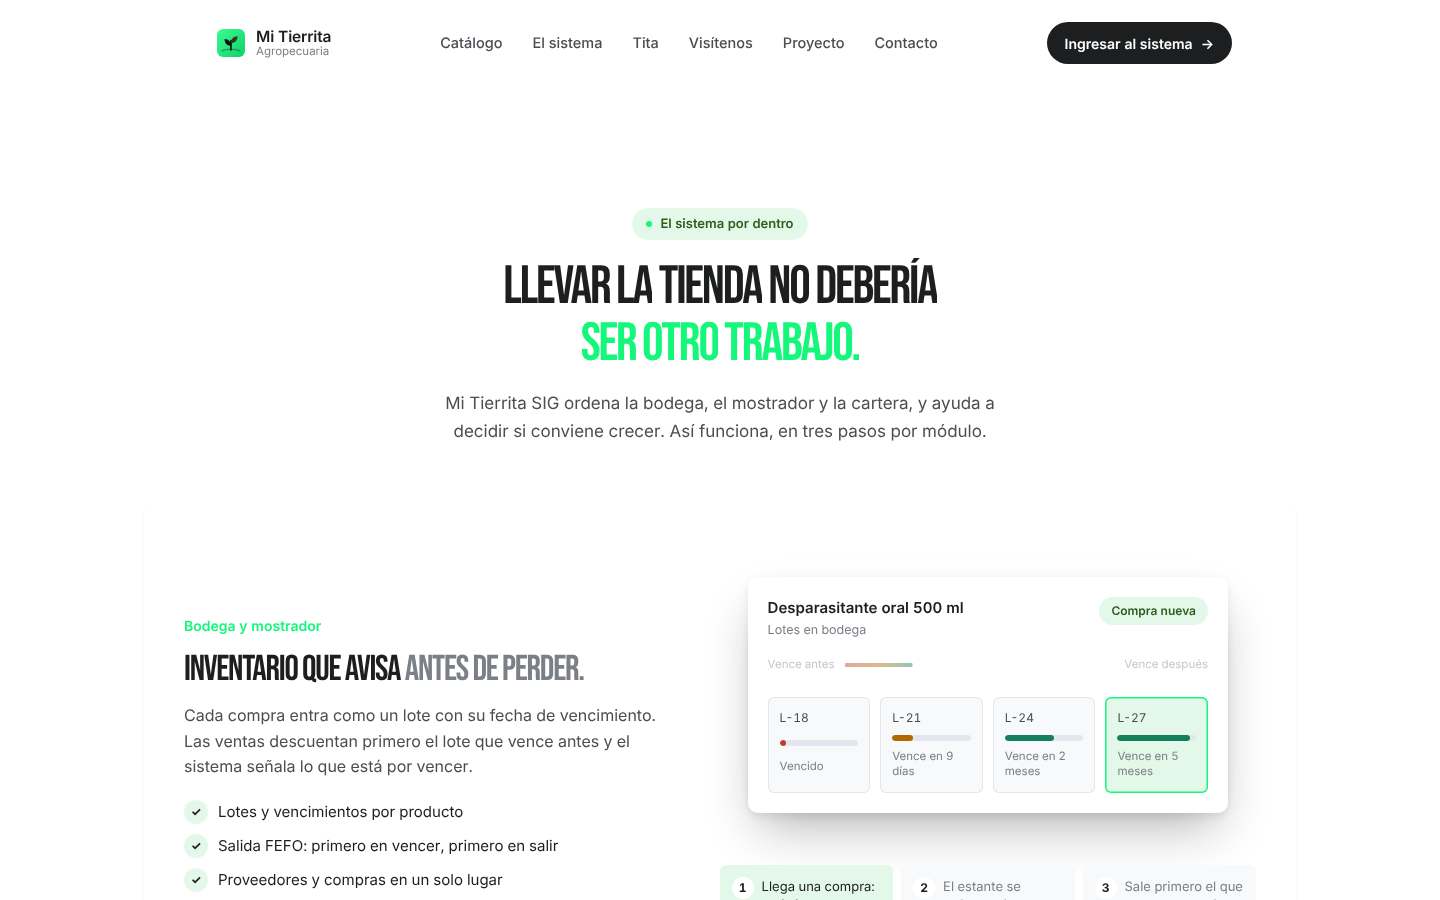 Mi Tierrita
Agropecuaria
Catálogo
El sistema
Tita
Visítenos
Proyecto
Contacto
Ingresar al sistema →
El sistema por dentro
LLEVAR LA TIENDA NO DEBERÍA
SER OTRO TRABAJO.
Mi Tierrita SIG ordena la bodega, el mostrador y la cartera, y ayuda a
decidir si conviene crecer. Así funciona, en tres pasos por módulo.
Bodega y mostrador
INVENTARIO QUE AVISA ANTES DE PERDER.
Cada compra entra como un lote con su fecha de vencimiento.
Las ventas descuentan primero el lote que vence antes y el
sistema señala lo que está por vencer.
Lotes y vencimientos por producto
Salida FEFO: primero en vencer, primero en salir
Proveedores y compras en un solo lugar
Desparasitante oral 500 ml
Lotes en bodega
Compra nueva
Vence antes
Vence después
L-18
Vencido
L-21
Vence en 9
días
L-24
Vence en 2
meses
L-27
Vence en 5
meses
1 Llega una compra:
2 El estante se
3 Sale primero el que